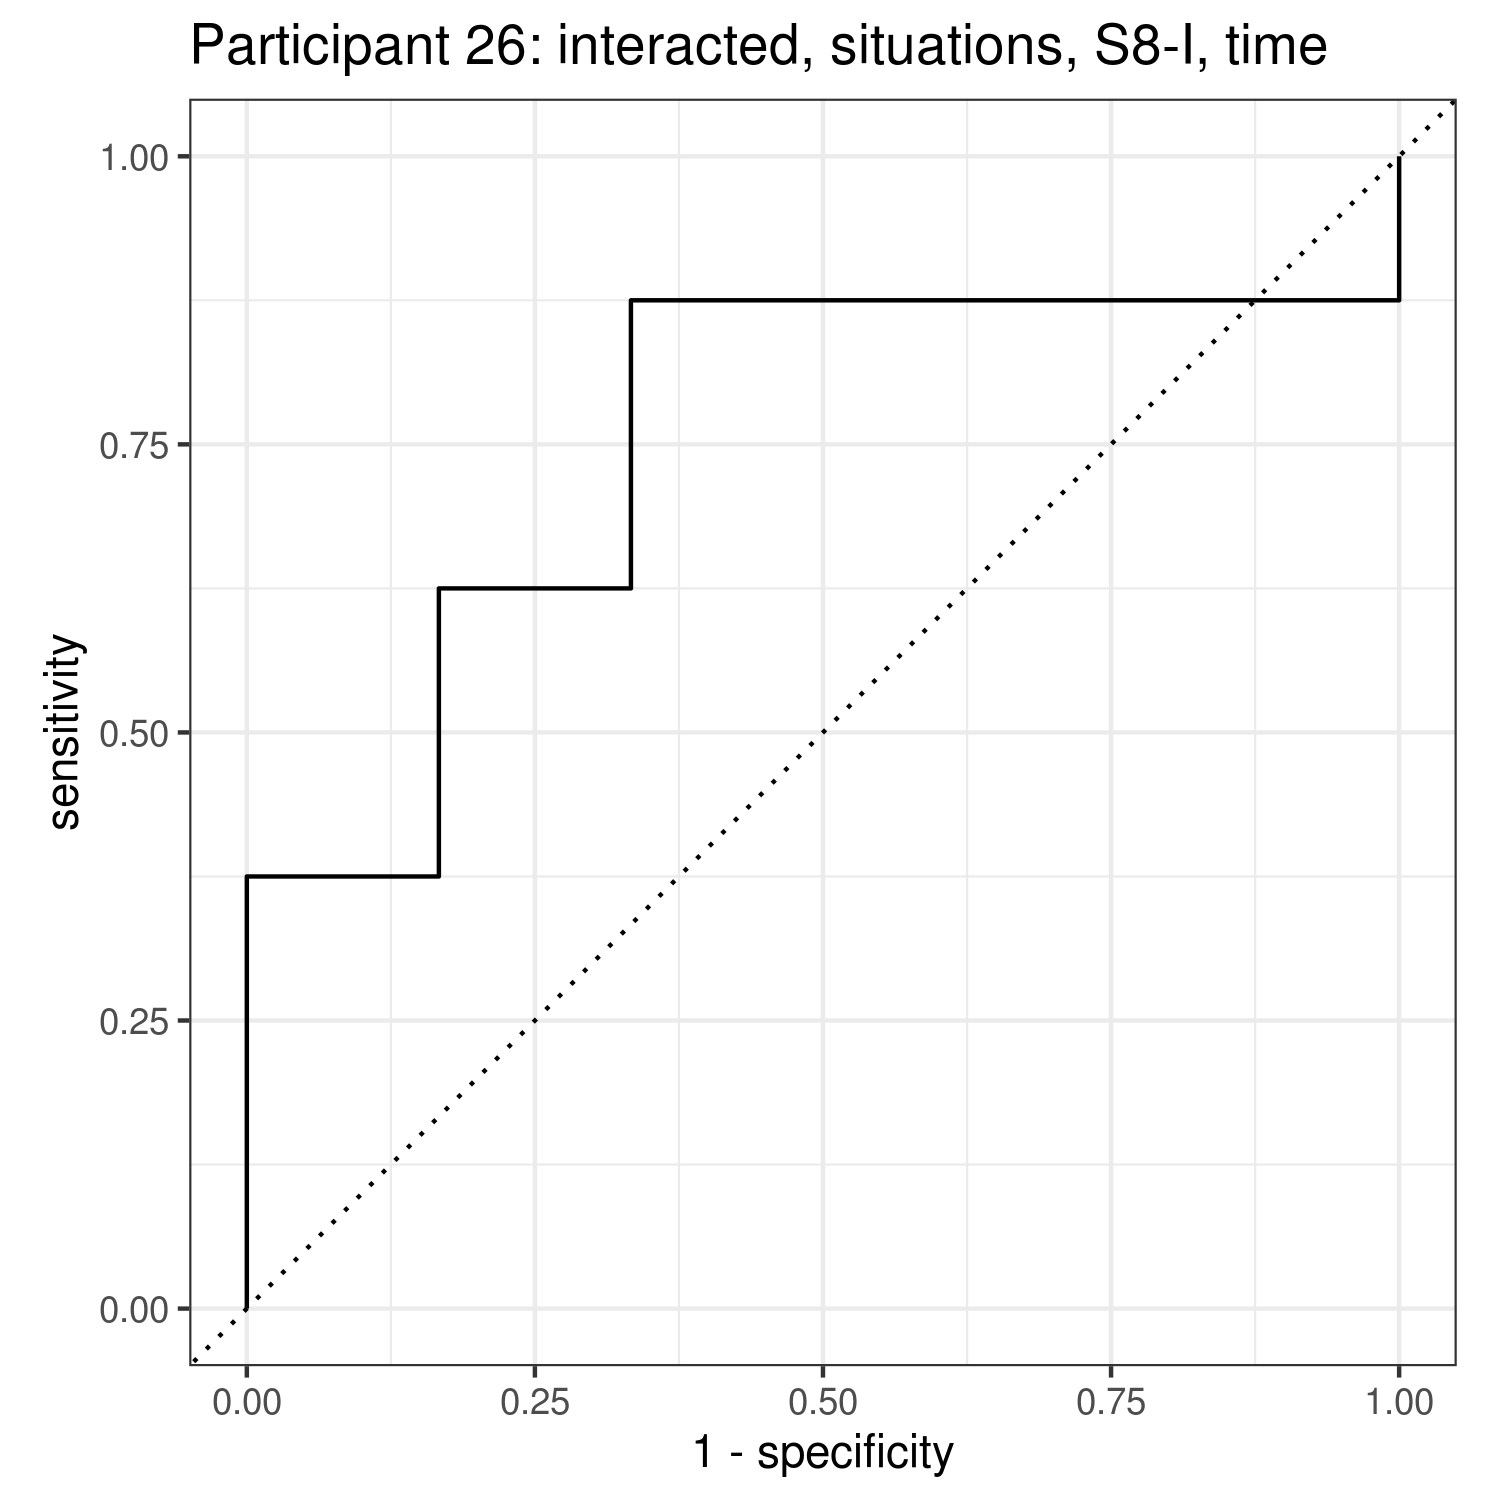 Participant 26: interacted, situations, S8-I, time
1.00
0.75
0.50
0.25
0.00
sensitivity
0.00 0.25 0.50 0.75 1.00
1 - specificity